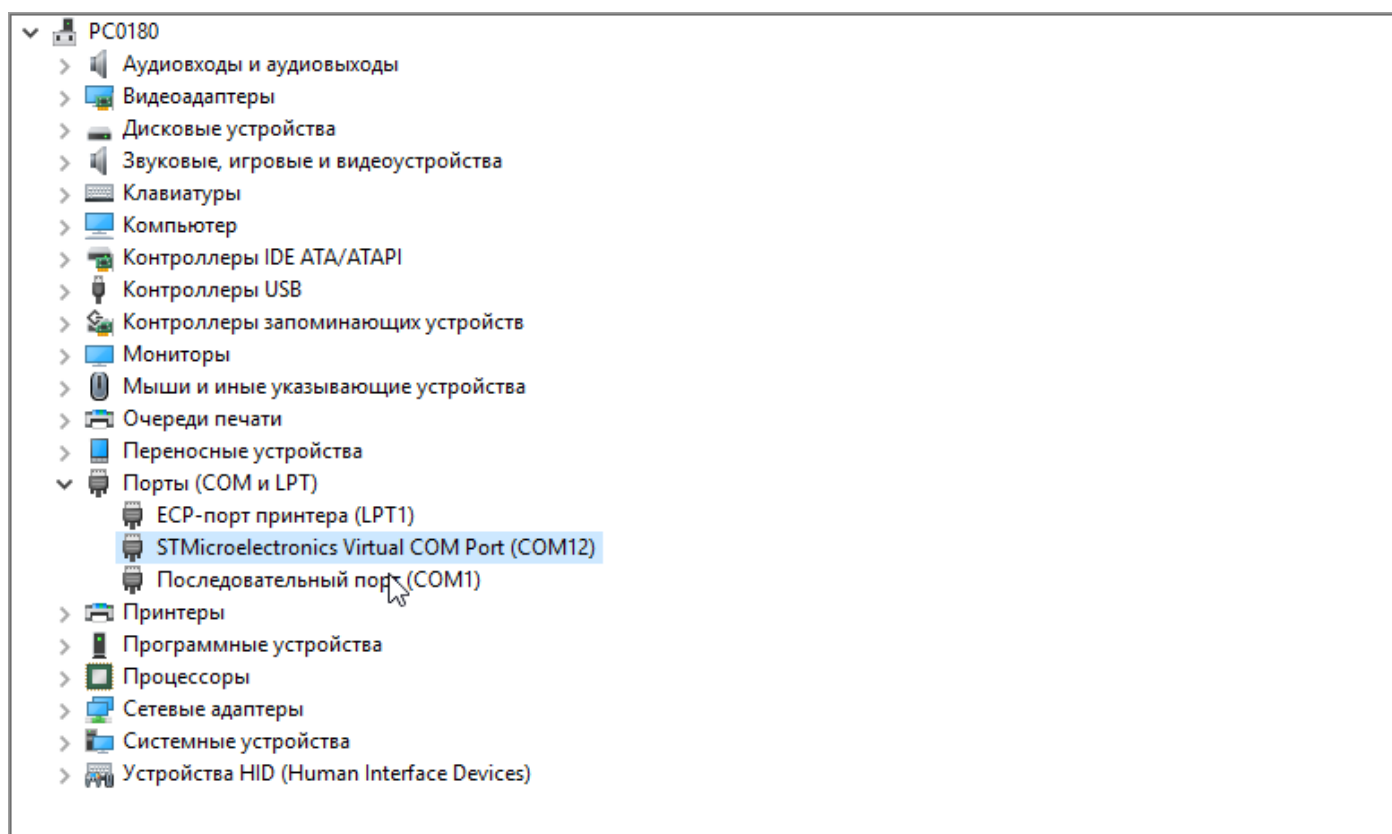 PC0180
Аудиовходы и аудиовыходы
Видеоадаптеры
Дисковые устройства
Звуковые, игровые и видеоустройства
Клавиатуры
Компьютер
Контроллеры IDE ATA/ATAPI
Контроллеры USB
Контроллеры запоминающих устройств
Мониторы
Мыши и иные указывающие устройства
Очереди печати
Переносные устройства
Порты (COM и LPT)
ECP-порт принтера (LPT1)
STMicroelectronics Virtual COM Port (COM12)
Последовательный порт (COM1)
Принтеры
Программные устройства
Процессоры
Сетевые адаптеры
Системные устройства
Устройства HID (Human Interface Devices)